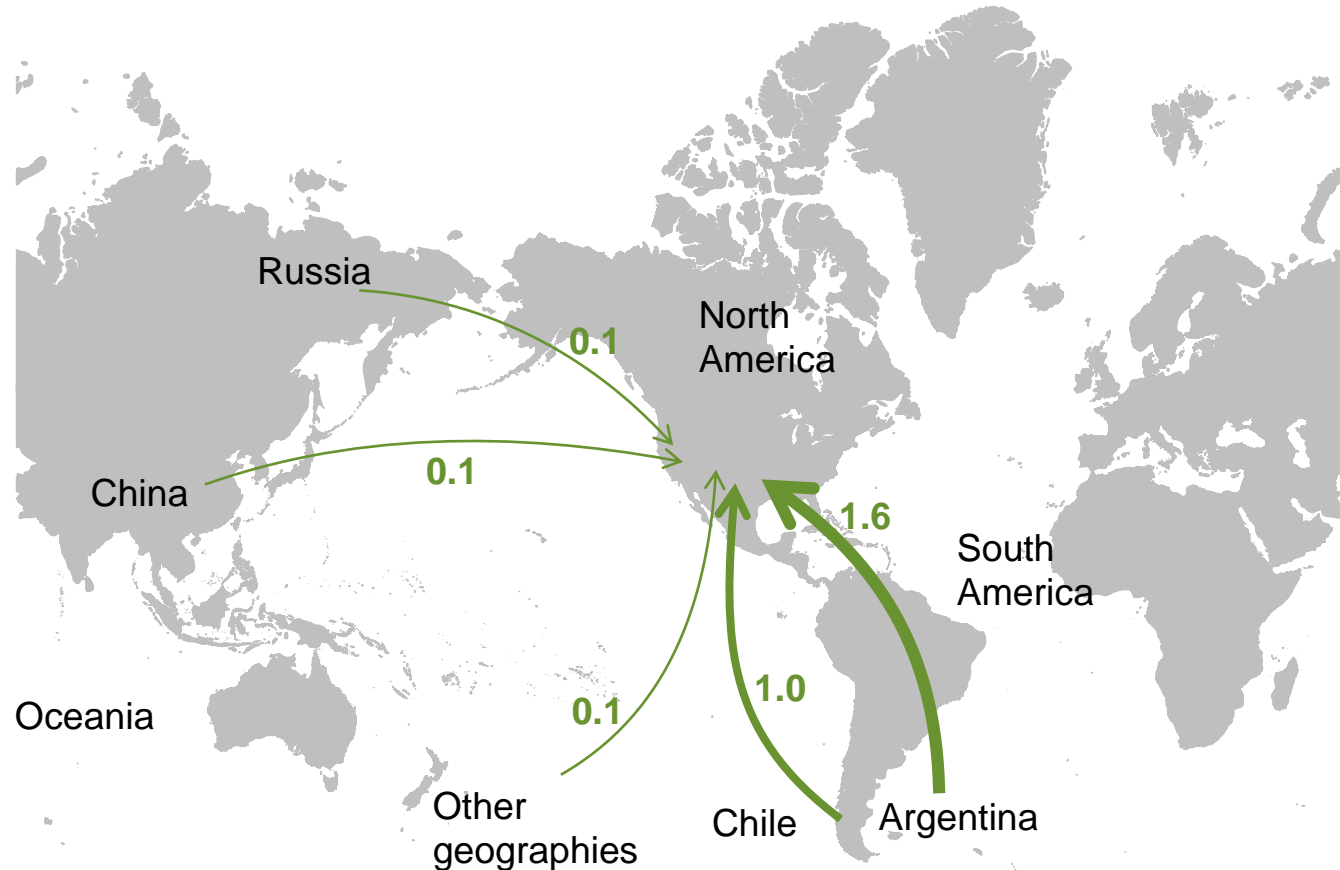 Russia
North
America
0.1
0.1
China
1.6
South
America
1.0
0.1
Oceania
Other
geographies
Chile
Argentina